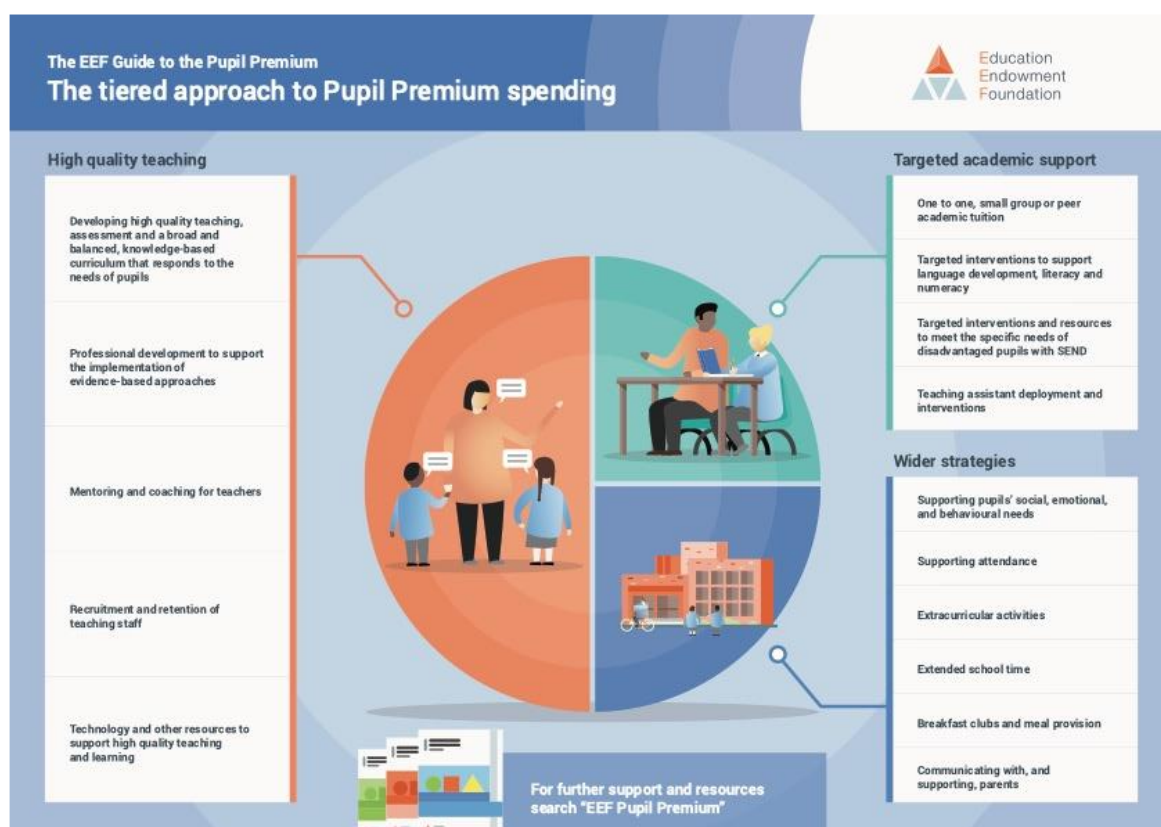 The EEF Guide to the Pupil Premium
The tiered approach to Pupil Premium spending
Education
Endowment
Foundation
High quality teaching
Developing high quality teaching,
assessment and a broad and
balanced, knowledge-based
curriculum that responds to the
needs of pupils
Professional development to support
the implementation of
evidence-based approaches
Mentoring and coaching for teachers
Recruitment and retention of
teaching staff
Technology and other resources to
support high quality teaching
and learning
Targeted academic support
One to one, small group or peer
academic tuition
Targeted interventions to support
language development, literacy and
numeracy
Targeted interventions and resources
to meet the specific needs of
disadvantaged pupils with SEND
Teaching assistant deployment and
interventions
Wider strategies
Supporting pupils' social, emotional,
and behavioural needs
Supporting attendance
Extracurricular activities
Extended school time
Breakfast clubs and meal provision
Communicating with, and
supporting, parents
For further support and resources
search "EEF Pupil Premium"